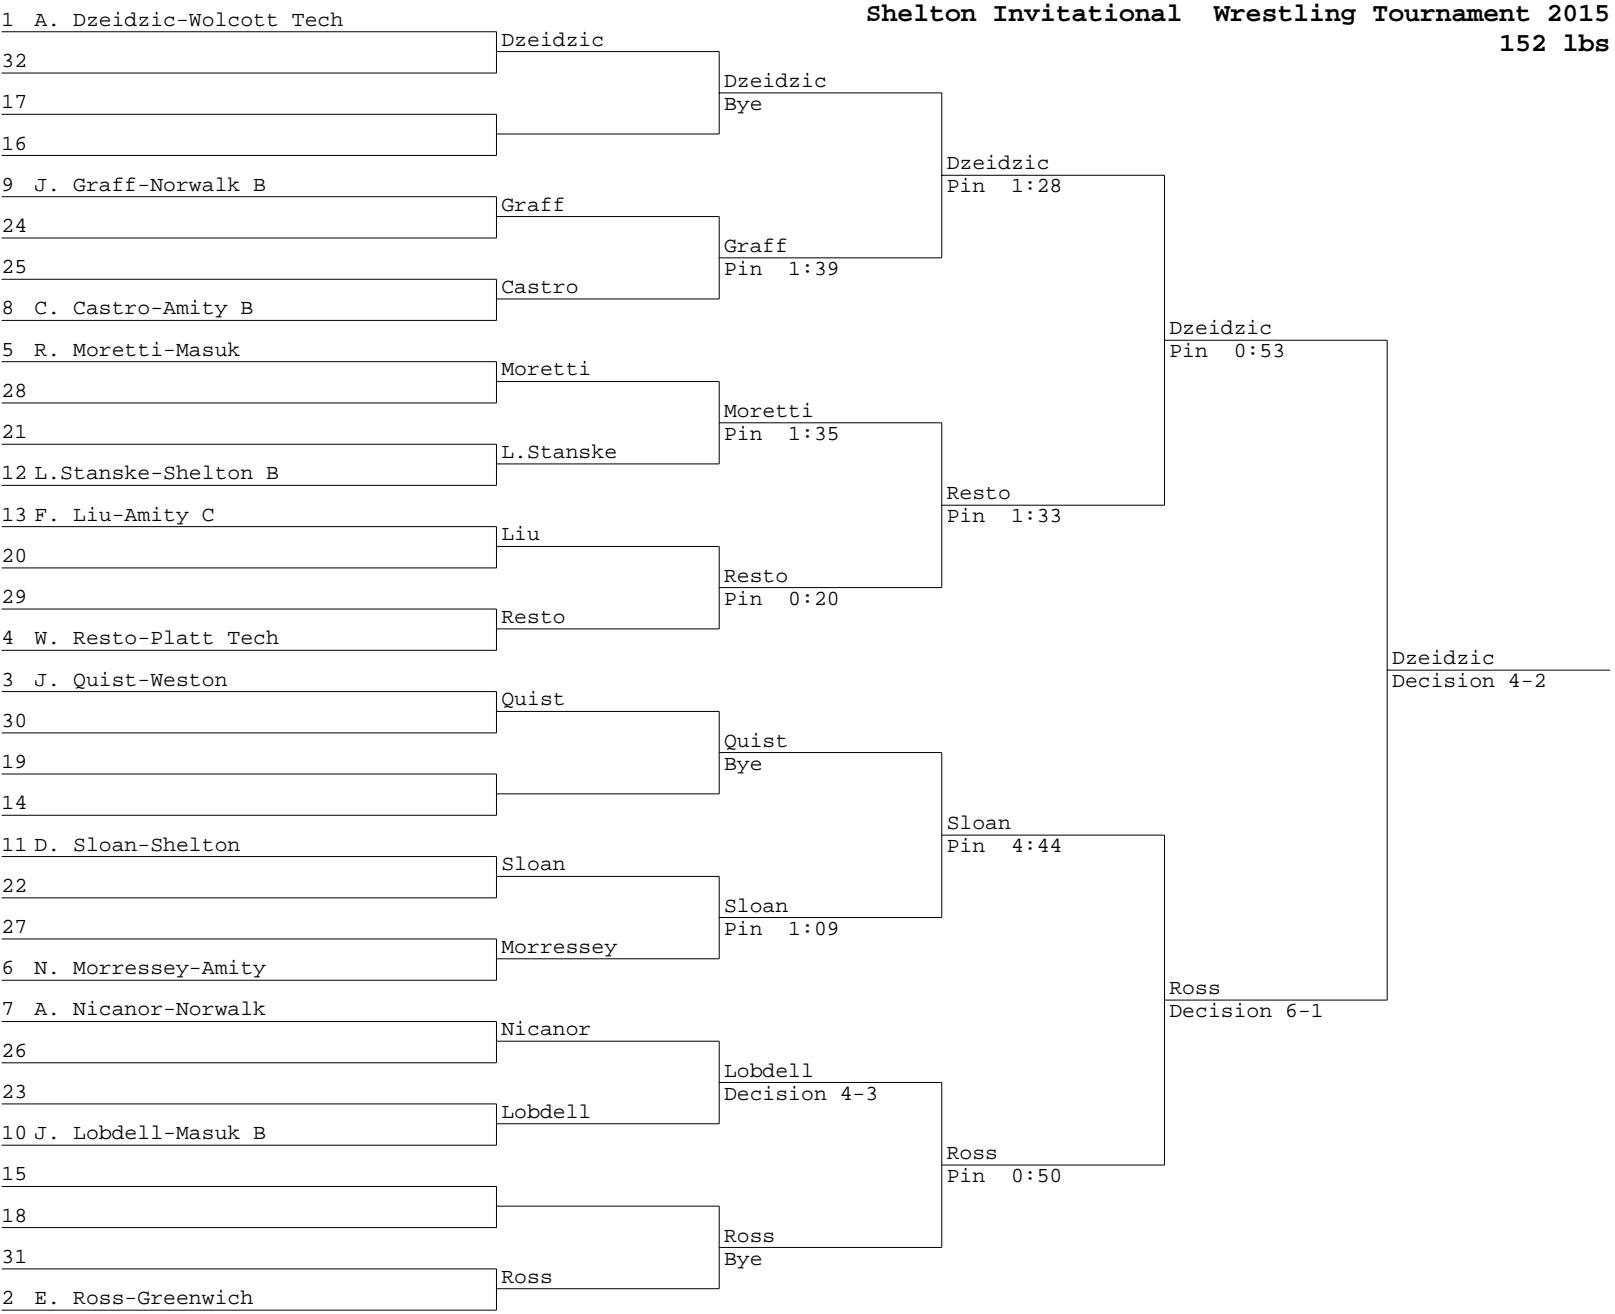 Shelton Invitational  Wrestling Tournament 2015
152 lbs
1 A. Dzeidzic-Wolcott Tech
32
17
16
9 J. Graff-Norwalk B
24
25
8 C. Castro-Amity B
5 R. Moretti-Masuk
28
21
12 L.Stanske-Shelton B
13 F. Liu-Amity C
20
29
4 W. Resto-Platt Tech
3 J. Quist-Weston
30
19
14
11 D. Sloan-Shelton
22
27
6 N. Morressey-Amity
7 A. Nicanor-Norwalk
26
23
10 J. Lobdell-Masuk B
15
18
31
2 E. Ross-Greenwich
Dzeidzic
Graff
Castro
Moretti
L.Stanske
Liu
Resto
Quist
Sloan
Morressey
Nicanor
Lobdell
Ross
Dzeidzic
Bye
Graff
Pin 1:39
Moretti
Pin 1:35
Resto
Pin 0:20
Quist
Bye
Sloan
Pin 1:09
Lobdell
Decision 4-3
Ross
Bye
Dzeidzic
Pin 1:28
Resto
Pin 1:33
Sloan
Pin 4:44
Ross
Pin 0:50
Dzeidzic
Pin 0:53
Ross
Decision 6-1
Dzeidzic
Decision 4-2